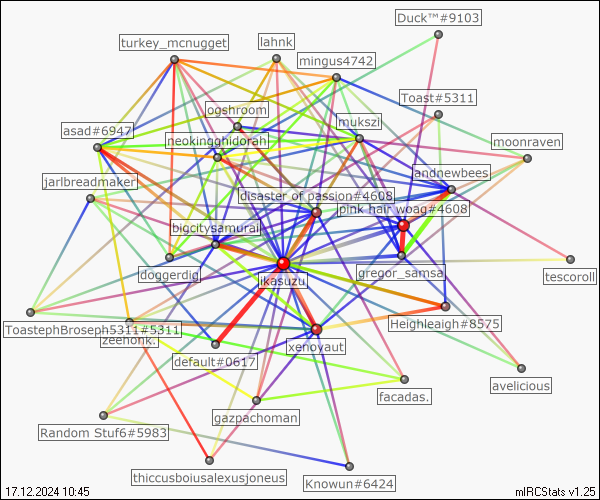 Duck™#9103
turkey_mcnugget
lahnk
mingus4742
Toast#5311
ogshroom
mukszi
asad#6947
neokingghidorah
moonraven
andnewbees
jarlbreadmaker
disaster of passion#4608
pink hair woag#4608
bigcitysamurai
doggerdig
ikasuzu
gregor_samsa
tescoroll
ToastephBroseph5311#5311
Heighleaigh#8575
zeehonk.
xenoyaut
default#0617
avelicious
facadas.
gazpachoman
Random Stuf6#5983
thiccusboiusalexusjoneus
Knowun#6424
17.12.2024 10:45
mIRCStats v1.25